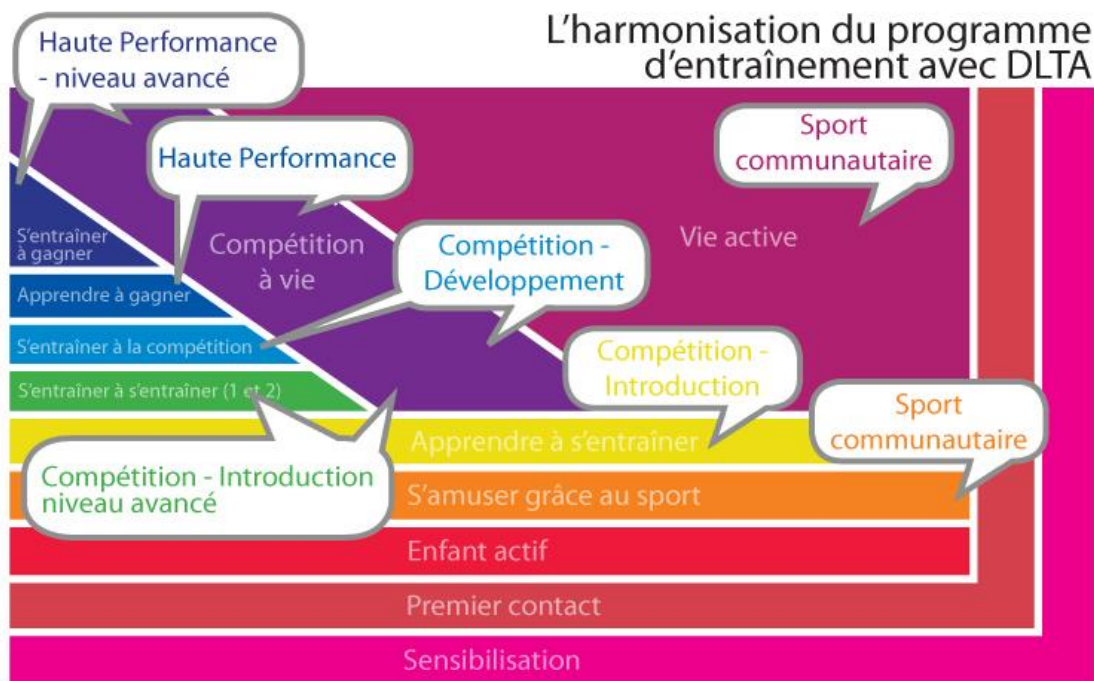 L'harmonisation du programme
d'entraînement avec DLTA
Haute Performance
- niveau avancé
Haute Performance
Sport
communautaire
S'entraîner
à gagner
Compétition
à vie
Compétition -
Développement
Vie active
Apprendre à gagner
S'entraîner à la compétition
Compétition -
Introduction
S'entraîner à s'entraîner (1 et 2)
Sport
communautaire
Apprendre à s'entraîner
Compétition - Introduction
niveau avancé
S'amuser grâce au sport
Enfant actif
Premier contact
Sensibilisation